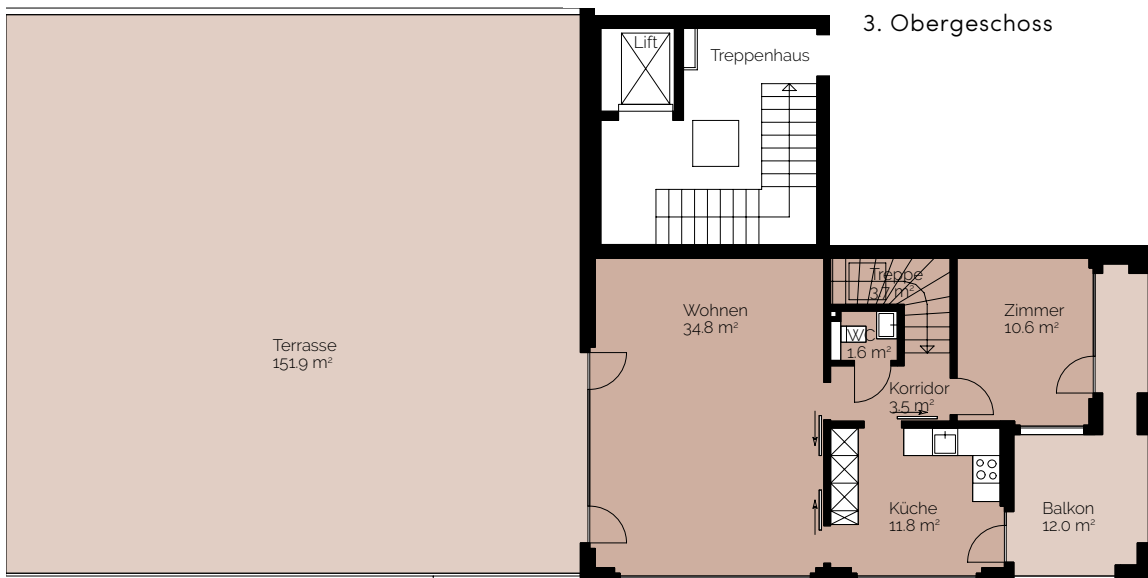 3. Obergeschoss
Lift
Treppenhaus
Treppe
3.7 m²
Wohnen
34.8 m²
Zimmer
10.6 m²
WC
1.6 m²
Terrasse
151.9 m²
Korridor
3.5 m²
Küche
11.8 m²
Balkon
12.0 m²